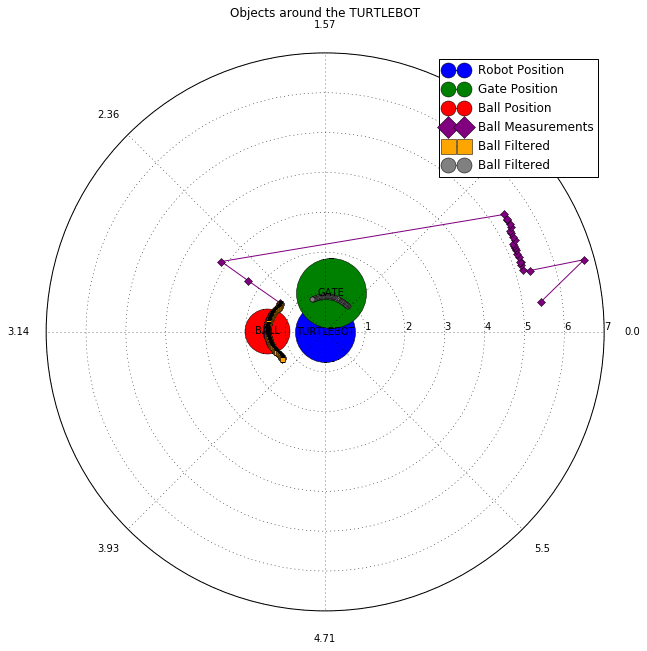 Objects around the TURTLEBOT
1.57
Robot Position
Gate Position
Ball Position
Ball Measurements
Ball Filtered
Ball Filtered
2.36
GATE
3.14
BALL
TURTLEBOT
1 2 3 4 5 6 7
0.0
3.93
5.5
4.71